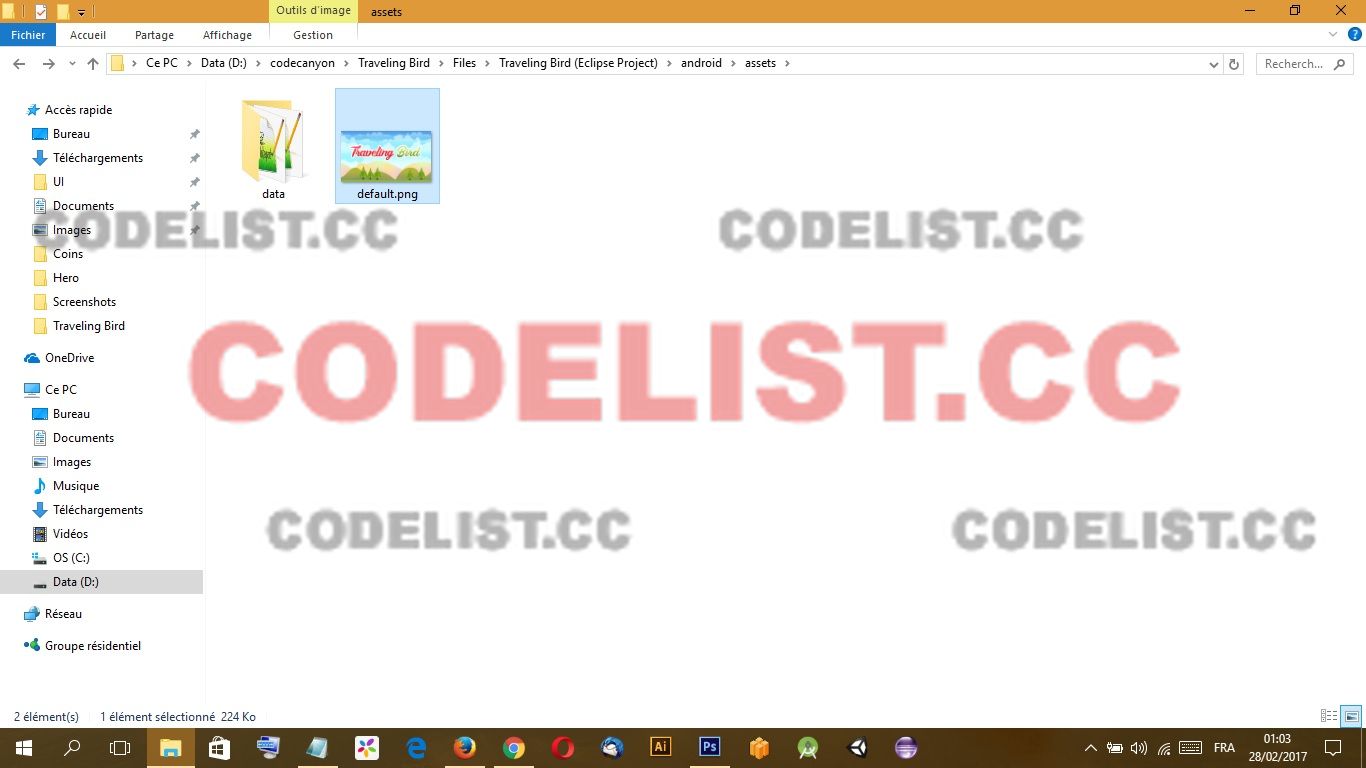 Outils d'image
assets
Fichier
Accueil
Partage
Affichage
Gestion
Ce PC
Data (D:)
codecanyon
Traveling Bird
Files
Traveling Bird (Eclipse Project)
android
assets
Recherch...
Accès rapide
Bureau
Téléchargements
UI
Documents
Images
Coins
Hero
Screenshots
Traveling Bird
OneDrive
Ce PC
Bureau
Documents
Images
Musique
Téléchargements
Vidéos
OS (C:)
Data (D:)
Réseau
Groupe résidentiel
Traveling Bird
data
default.png
CODELIST.CC
CODELIST.CC
CODELIST.CC
CODELIST.CC
CODELIST.CC
2 élément(s)
1 élément sélectionné 224 Ko
Ai
Ps
FRA
01:03
28/02/2017